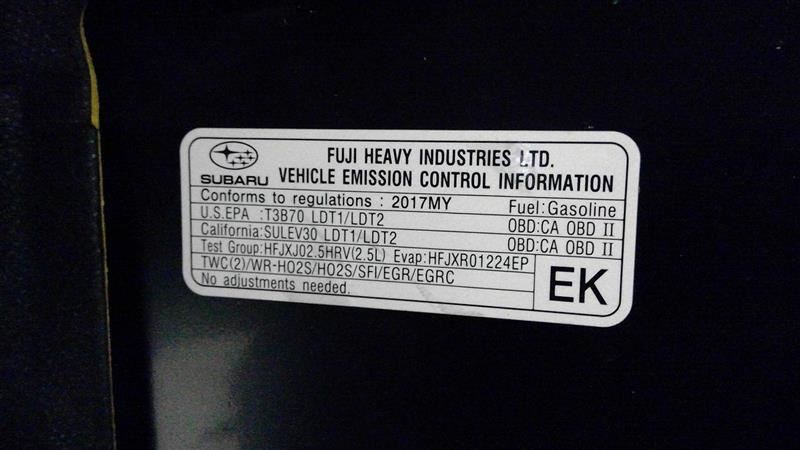 SUBARU
FUJI HEAVY INDUSTRIES LTD.
VEHICLE EMISSION CONTROL INFORMATION
Conforms to regulations : 2017MY Fuel:Gasoline
U.S.EPA :T3B70 LDT1/LDT2 OBD:CA OBD II
California:SULEV30 LDT1/LDT2 OBD:CA OBD II
Test Group:HFJXJ02.5HRV(2.5L) Evap:HFJXR01224EP
TWC(2)/WR-HO2S/HO2S/SFI/EGR/EGRC
No adjustments needed.
EK